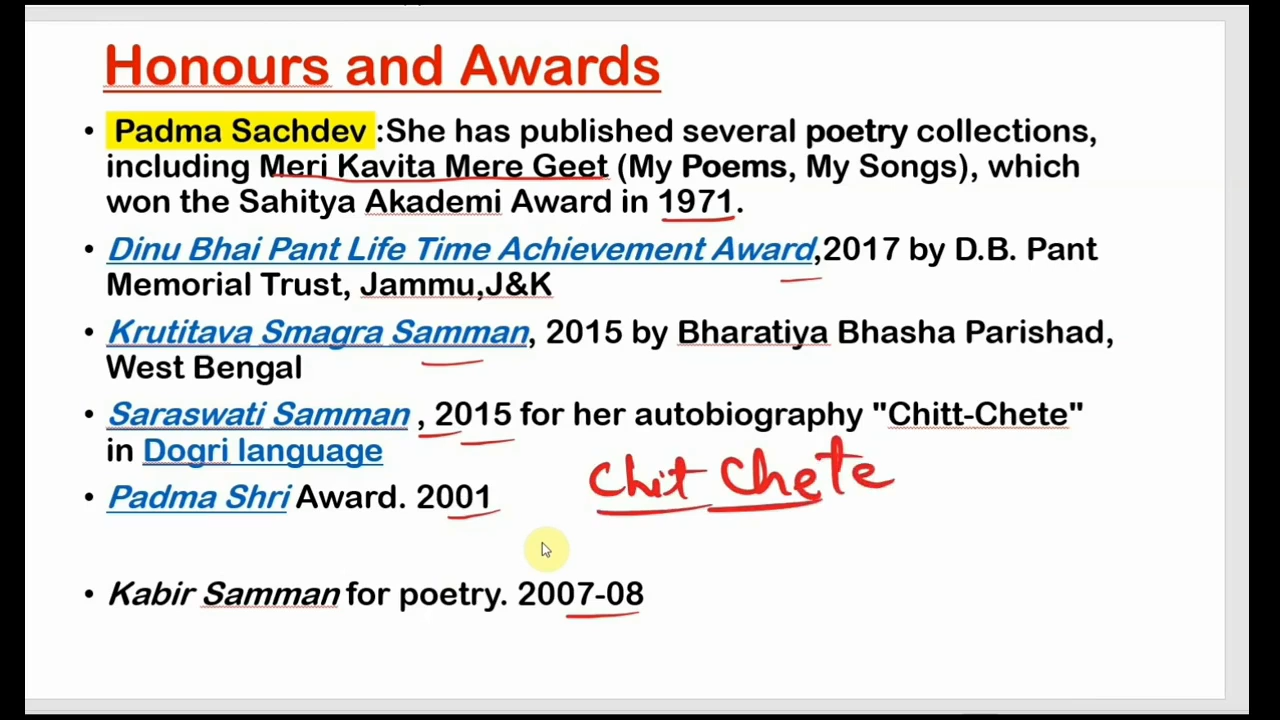 Honours and Awards
• Padma Sachdev :She has published several poetry collections,
including Meri Kavita Mere Geet (My Poems, My Songs), which
won the Sahitya Akademi Award in 1971.
• Dinu Bhai Pant Life Time Achievement Award,2017 by D.B. Pant
Memorial Trust, Jammu,J&K
• Krutitava Smagra Samman, 2015 by Bharatiya Bhasha Parishad,
West Bengal
• Saraswati Samman , 2015 for her autobiography "Chitt-Chete"
in Dogri language
Chit Chete
• Padma Shri Award. 2001
• Kabir Samman for poetry. 2007-08